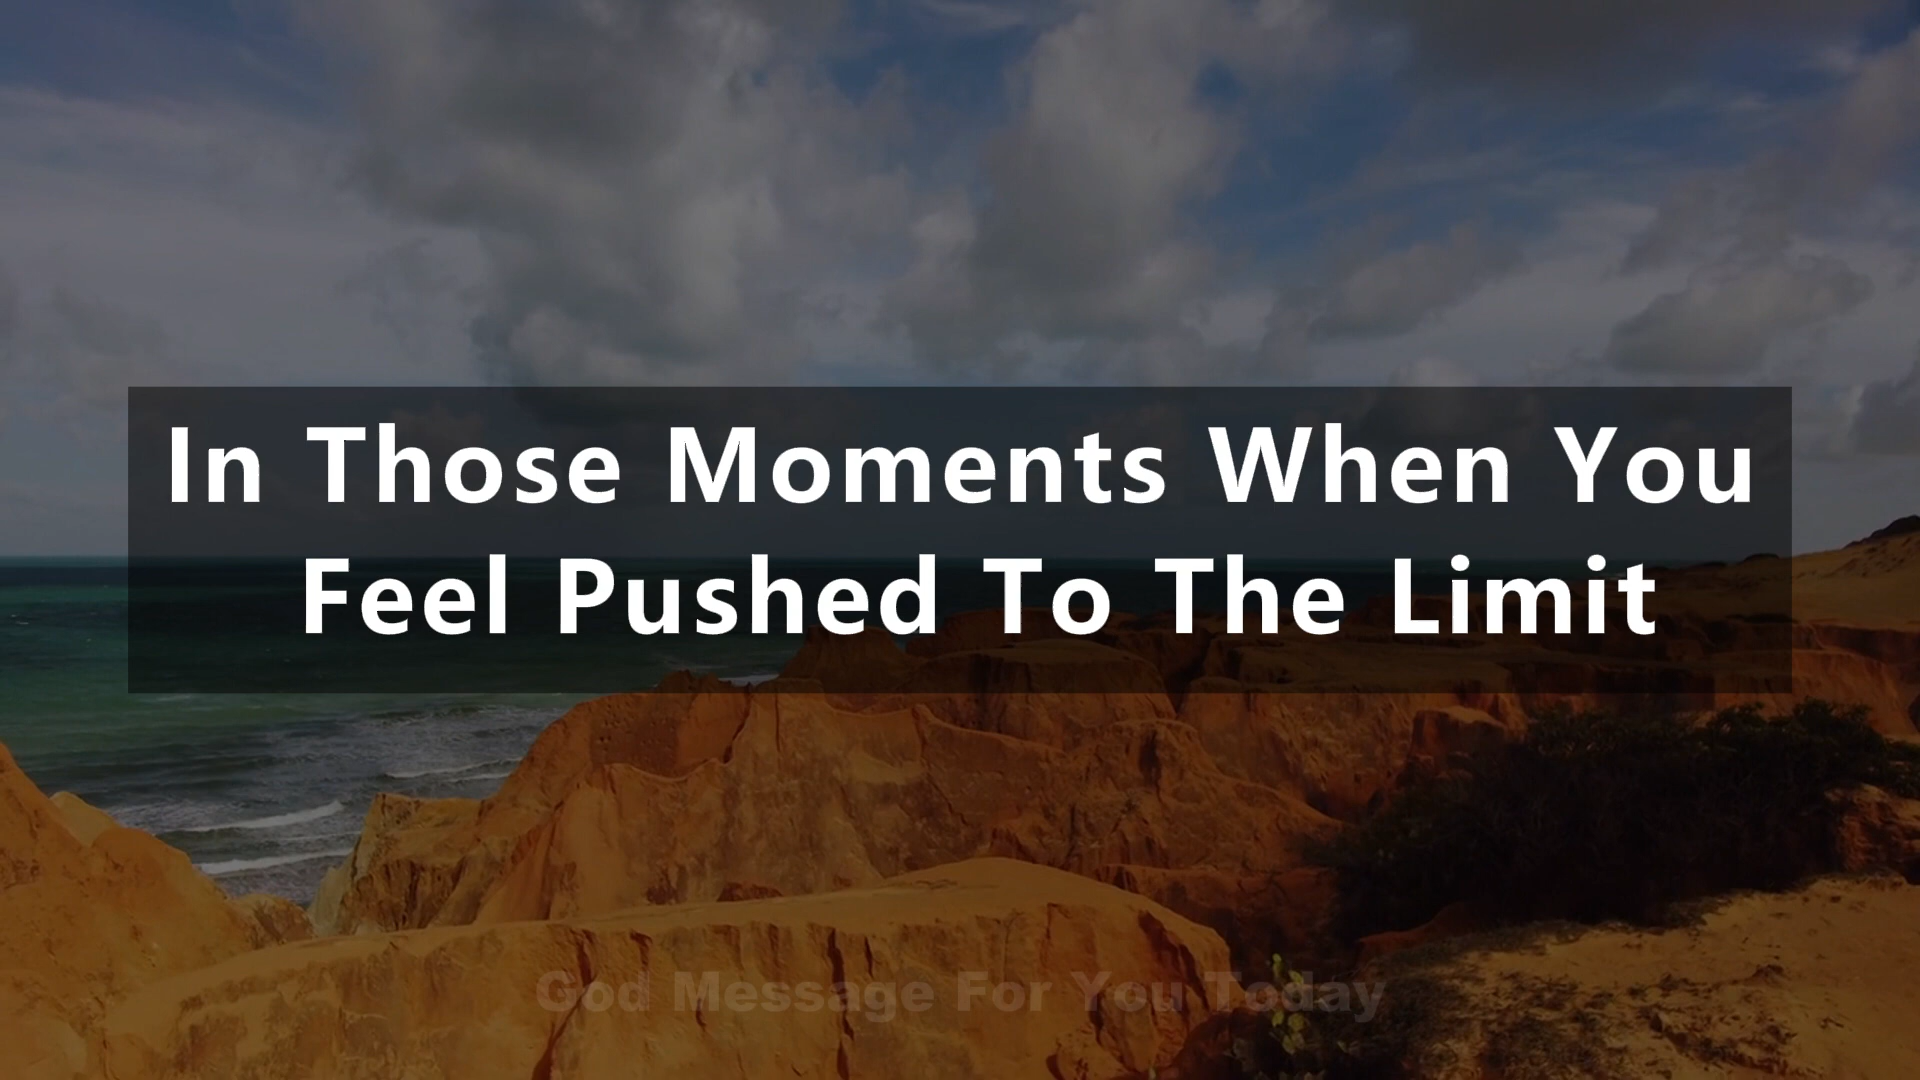 In Those Moments When You
Feel Pushed To The Limit
God Message For You Today